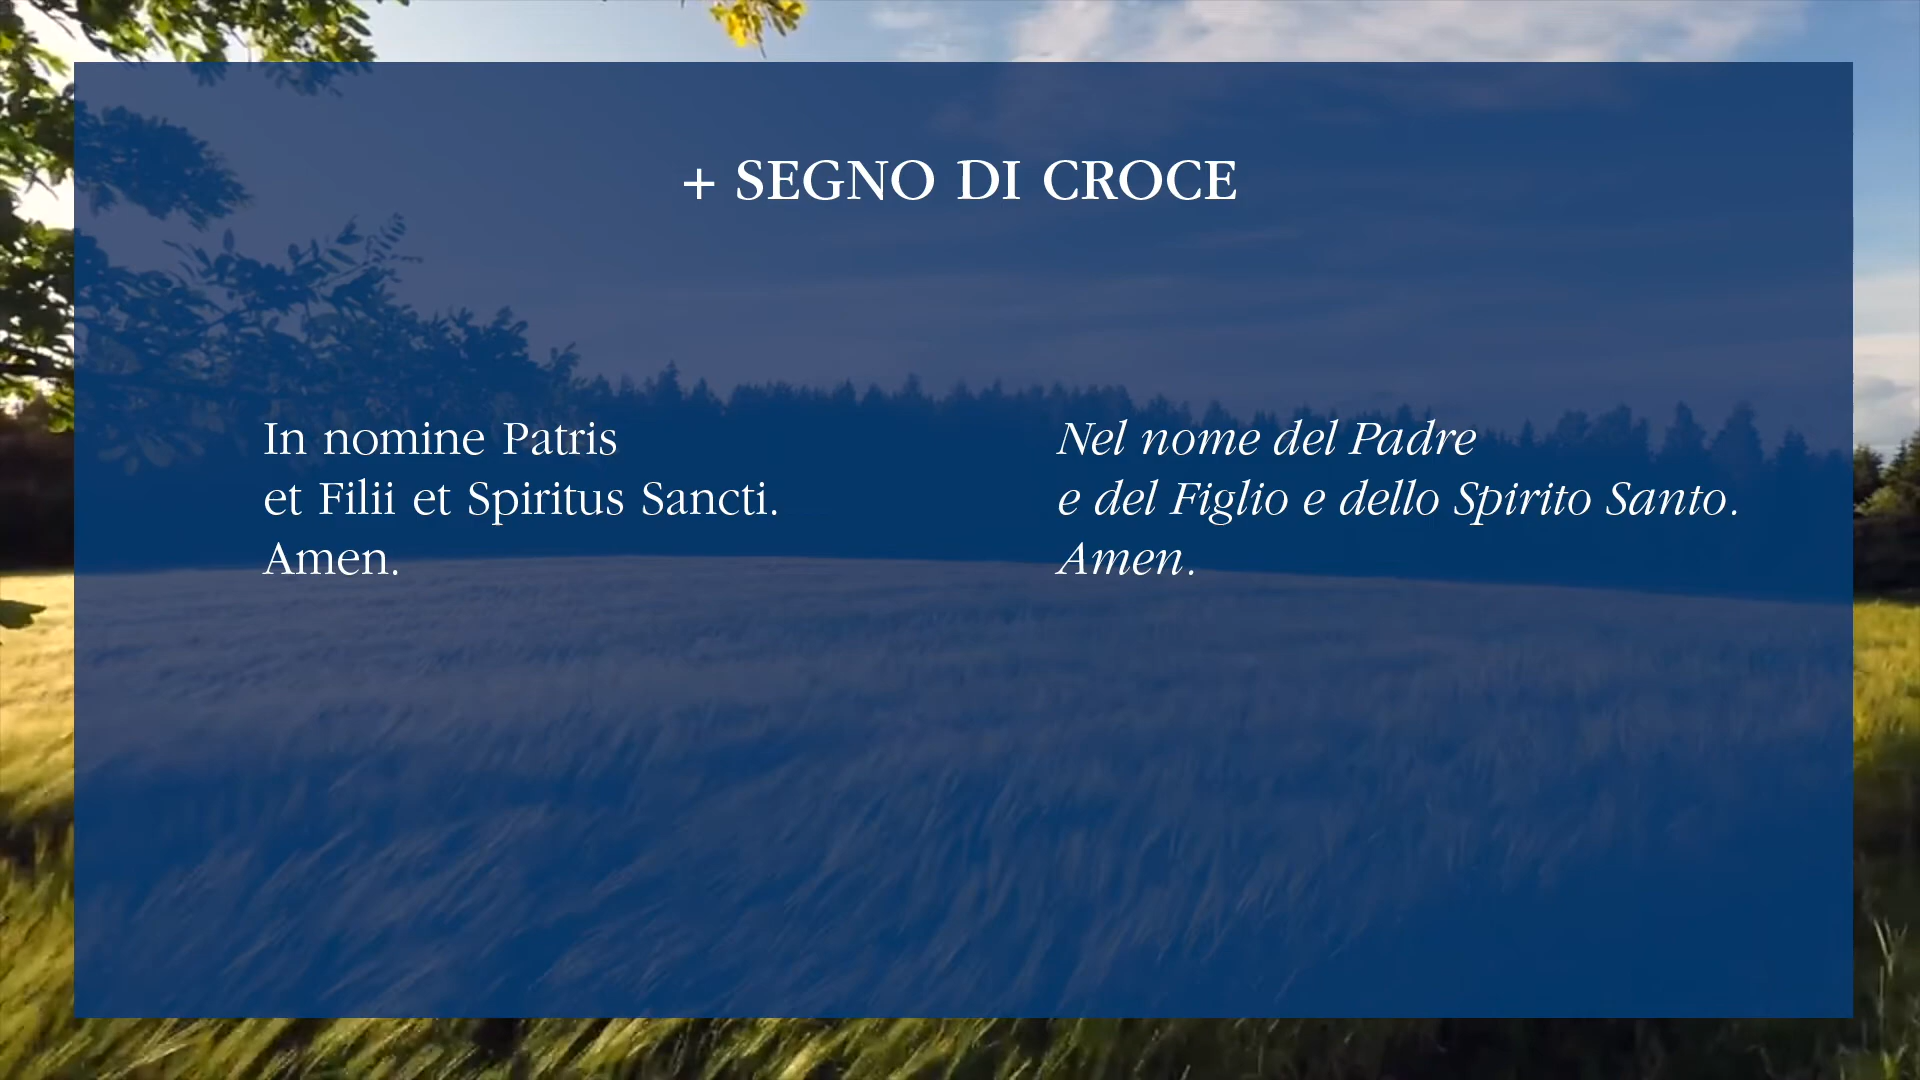 + SEGNO DI CROCE
In nomine Patris
et Filii et Spiritus Sancti.
Amen.
Nel nome del Padre
e del Figlio e dello Spirito Santo.
Amen.